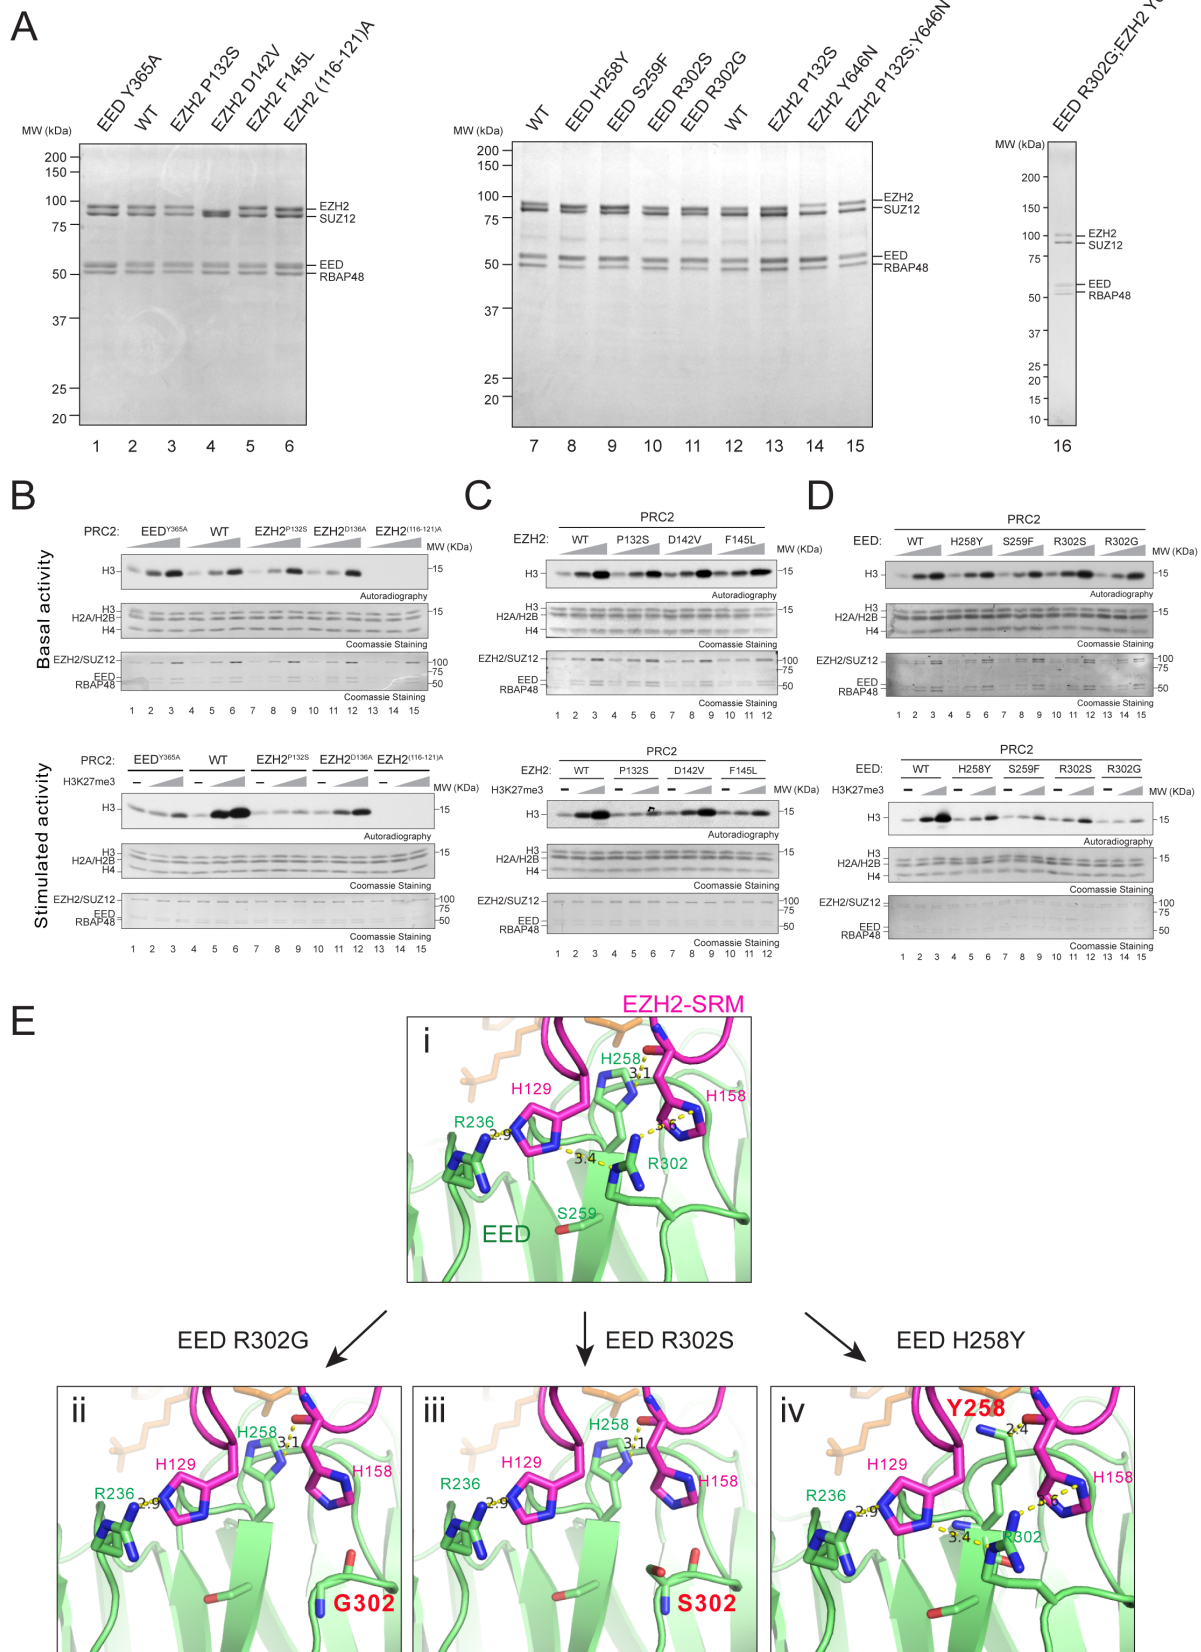 A
EED Y365A
WT
EZH2 P132S
EZH2 D142V
EZH2 F145L
EZH2 (116-121)A
MW (kDa)
200
150
100
75
50
37
25
20
EZH2
SUZ12
EED
RBAP48
1 2 3 4 5 6
WT
EED H258Y
EED S259F
EED R302S
EED R302G
WT
EZH2 P132S
EZH2 Y646N
EZH2 P132S;Y646N
MW (kDa)
200
150
100
75
50
37
25
20
EZH2
SUZ12
EED
RBAP48
7 8 9 10 11 12 13 14 15
EED R302G;EZH2
MW (kDa)
200
150
100
75
50
37
25
20
15
10
EZH2
SUZ12
EED
RBAP48
16
B
Basal activity
PRC2: EEDY365A WT EZH2P132S EZH2D136A EZH2(116-121)A
MW (KDa)
H3
15
Autoradiography
H3
H2A/H2B
H4
15
Coomassie Staining
EZH2/SUZ12
EED
RBAP48
100
75
50
Coomassie Staining
1 2 3 4 5 6 7 8 9 10 11 12 13 14 15
Stimulated activity
PRC2: EEDY365A WT EZH2P132S EZH2D136A EZH2(116-121)A
H3K27me3 – – – – –
MW (KDa)
H3
15
Autoradiography
H3
H2A/H2B
H4
15
Coomassie Staining
EZH2/SUZ12
EED
RBAP48
100
75
50
Coomassie Staining
1 2 3 4 5 6 7 8 9 10 11 12 13 14 15
C
PRC2
EZH2: WT P132S D142V F145L
MW (KDa)
H3
15
Autoradiography
H3
H2A/H2B
H4
15
Coomassie Staining
EZH2/SUZ12
EED
RBAP48
100
75
50
Coomassie Staining
1 2 3 4 5 6 7 8 9 10 11 12
PRC2
EZH2: WT P132S D142V F145L
H3K27me3 – – – –
MW (KDa)
H3
15
Autoradiography
H3
H2A/H2B
H4
15
Coomassie Staining
EZH2/SUZ12
EED
RBAP48
100
75
50
Coomassie Staining
1 2 3 4 5 6 7 8 9 10 11 12
D
PRC2
EED: WT H258Y S259F R302S R302G
MW (KDa)
H3
15
Autoradiography
H3
H2A/H2B
H4
15
Coomassie Staining
EZH2/SUZ12
EED
RBAP48
100
75
50
Coomassie Staining
1 2 3 4 5 6 7 8 9 10 11 12 13 14 15
PRC2
EED: WT H258Y S259F R302S R302G
H3K27me3 – – – – –
MW (KDa)
H3
15
Autoradiography
H3
H2A/H2B
H4
15
Coomassie Staining
EZH2/SUZ12
EED
RBAP48
100
75
50
Coomassie Staining
1 2 3 4 5 6 7 8 9 10 11 12 13 14 15
E
EZH2-SRM
i
H258
3.1
H129
H158
R236
2.9
3.6
3.4
R302
S259
EED
EED R302G
EED R302S
EED H258Y
ii
H258
3.1
H129
H158
R236
2.9
G302
iii
H258
3.1
H129
H158
R236
2.9
S302
iv
Y258
2.4
H129
H158
R236
2.9
3.4
R302